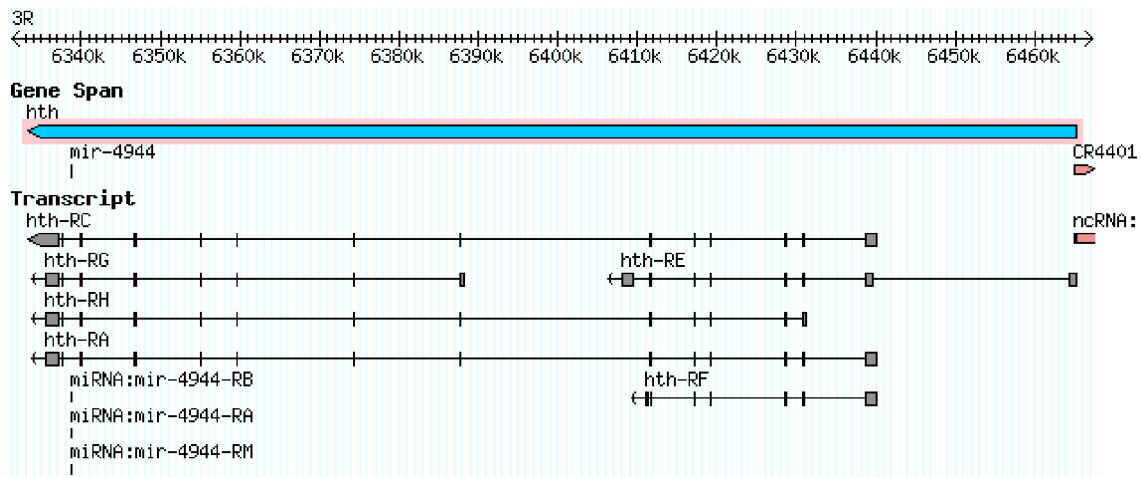 3R
6340k 6350k 6360k 6370k 6380k 6390k 6400k 6410k 6420k 6430k 6440k 6450k 6460k
Gene Span
hth
mir-4944 CR4401
Transcript
hth-RC ncRNA:
hth-RG hth-RE
hth-RH
hth-RA
miRNA:mir-4944-RB hth-RF
miRNA:mir-4944-RA
miRNA:mir-4944-RM